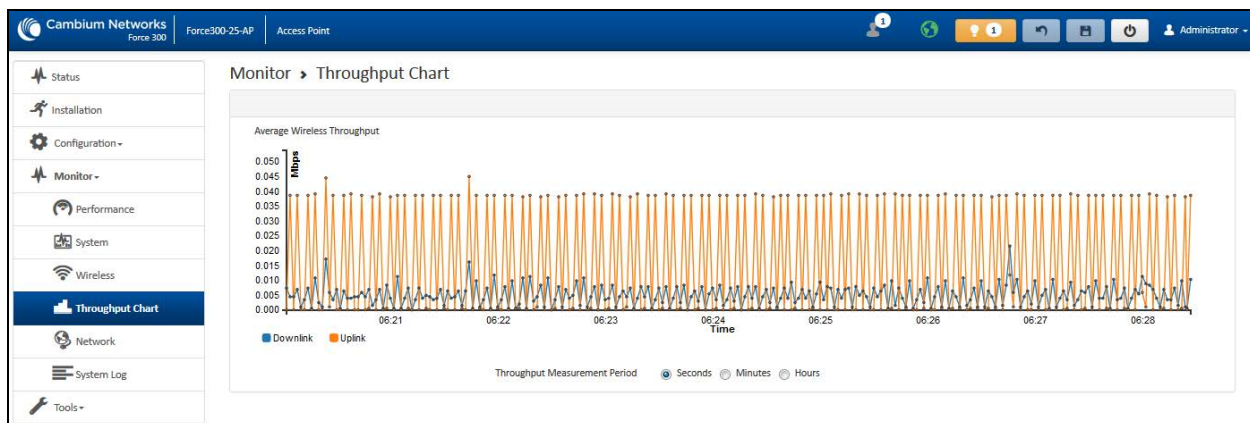 Cambium Networks
Force 300
Force300-25-AP
Access Point
1
1
Administrator
Status
Installation
Configuration
Monitor
Performance
System
Wireless
Throughput Chart
Network
System Log
Tools
Monitor > Throughput Chart
Average Wireless Throughput
Mbps
0.050
0.045
0.040
0.035
0.030
0.025
0.020
0.015
0.010
0.005
0.000
06:21 06:22 06:23 06:24 06:25 06:26 06:27 06:28
Time
Downlink Uplink
Throughput Measurement Period Seconds Minutes Hours